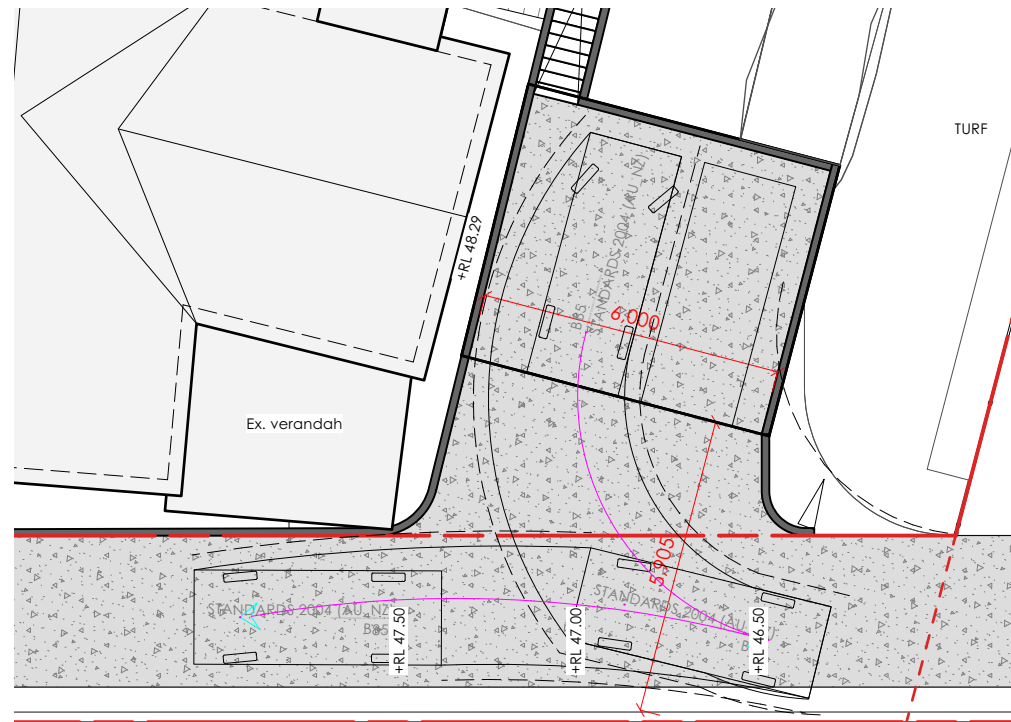 TURF
+RL 48.29
STANDARDS 2004 (AU_NZ)
B85
6,000
Ex. verandah
5,905
STANDARDS 2004 (AU_NZ)
B85
+RL 47.50
+RL 47.00
STANDARDS 2004 (AU_NZ)
+RL 46.50